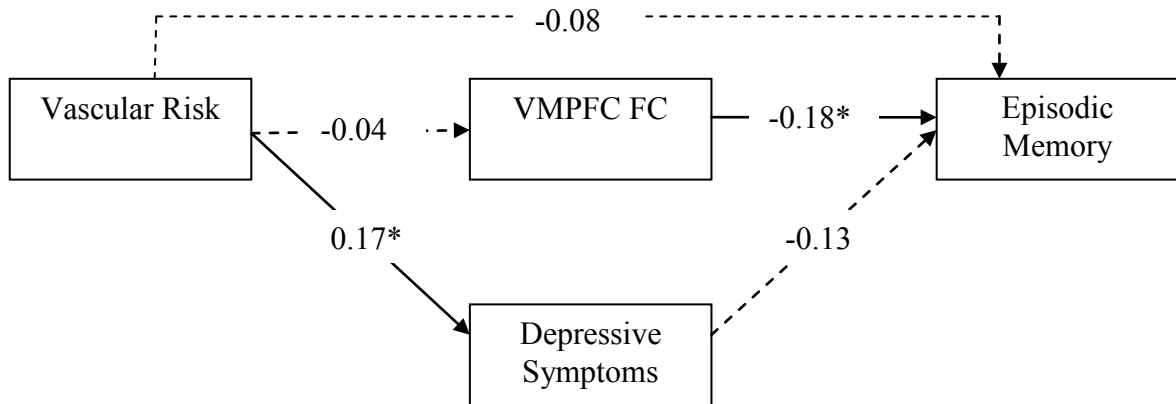 -0.08
Vascular Risk
-0.04
VMPFC FC
-0.18*
Episodic
Memory
0.17*
-0.13
Depressive
Symptoms